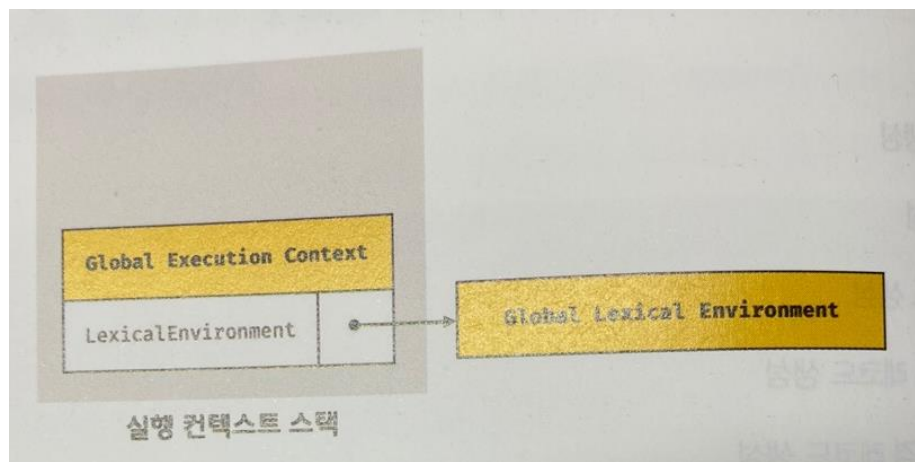 Global Execution Context
LexicalEnvironment
Global Lexical Environment
실행 컨텍스트 스택